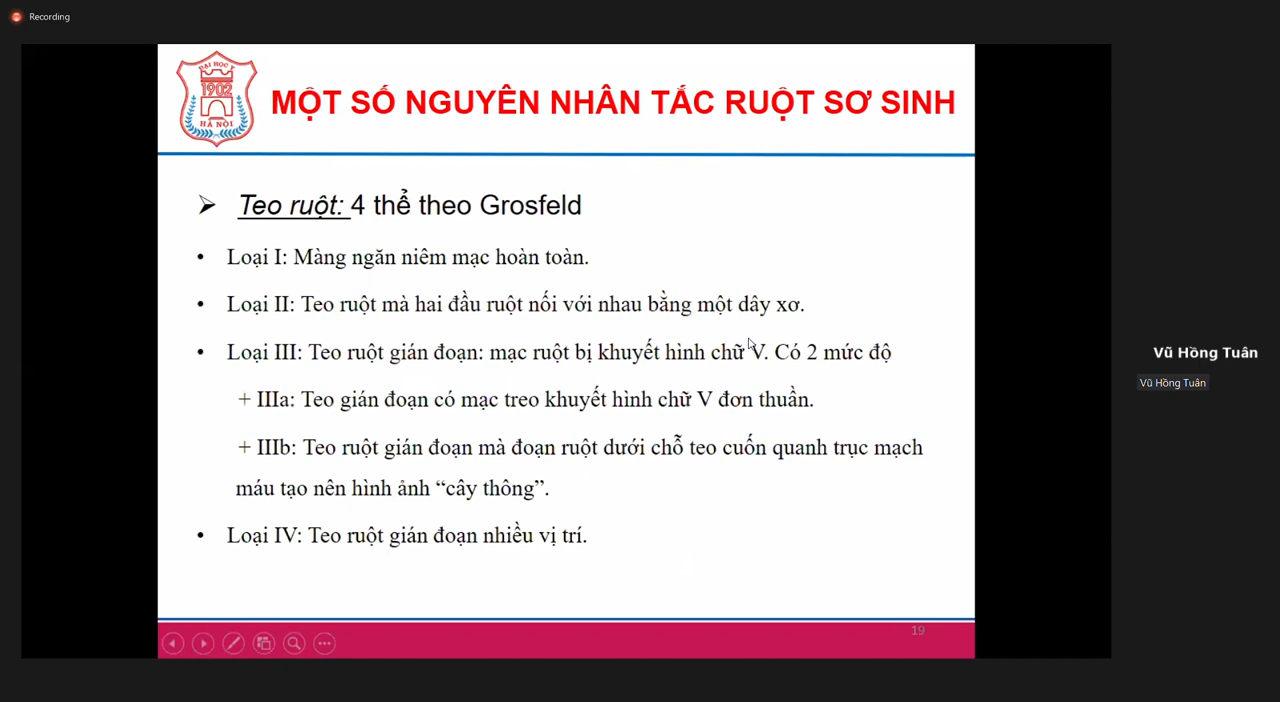 Recording
ĐẠI HỌC Y
1902
HÀ NỘI
MỘT SỐ NGUYÊN NHÂN TẮC RUỘT SƠ SINH
➢ Teo ruột: 4 thể theo Grosfeld
• Loại I: Màng ngăn niêm mạc hoàn toàn.
• Loại II: Teo ruột mà hai đầu ruột nối với nhau bằng một dây xơ.
• Loại III: Teo ruột gián đoạn: mạc ruột bị khuyết hình chữ V. Có 2 mức độ
+ IIIa: Teo gián đoạn có mạc treo khuyết hình chữ V đơn thuần.
+ IIIb: Teo ruột gián đoạn mà đoạn ruột dưới chỗ teo cuốn quanh trục mạch
máu tạo nên hình ảnh “cây thông”.
• Loại IV: Teo ruột gián đoạn nhiều vị trí.
19
Vũ Hồng Tuân
Vũ Hồng Tuân